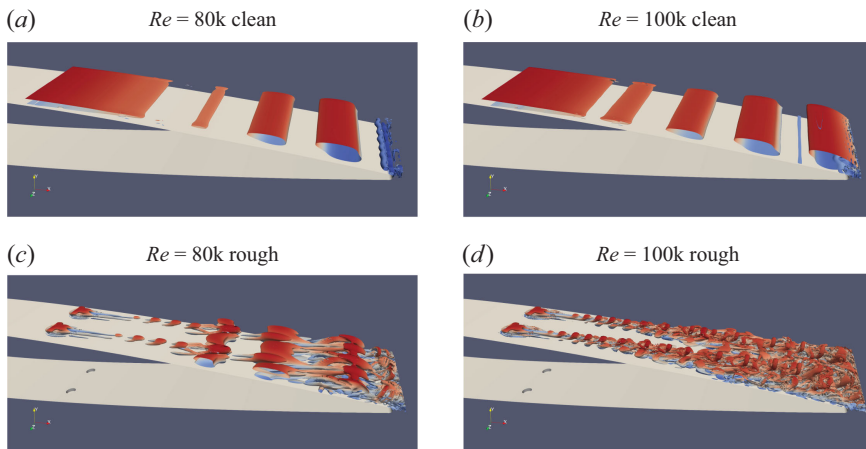 (a) Re = 80k clean
(b) Re = 100k clean
(c) Re = 80k rough
(d) Re = 100k rough